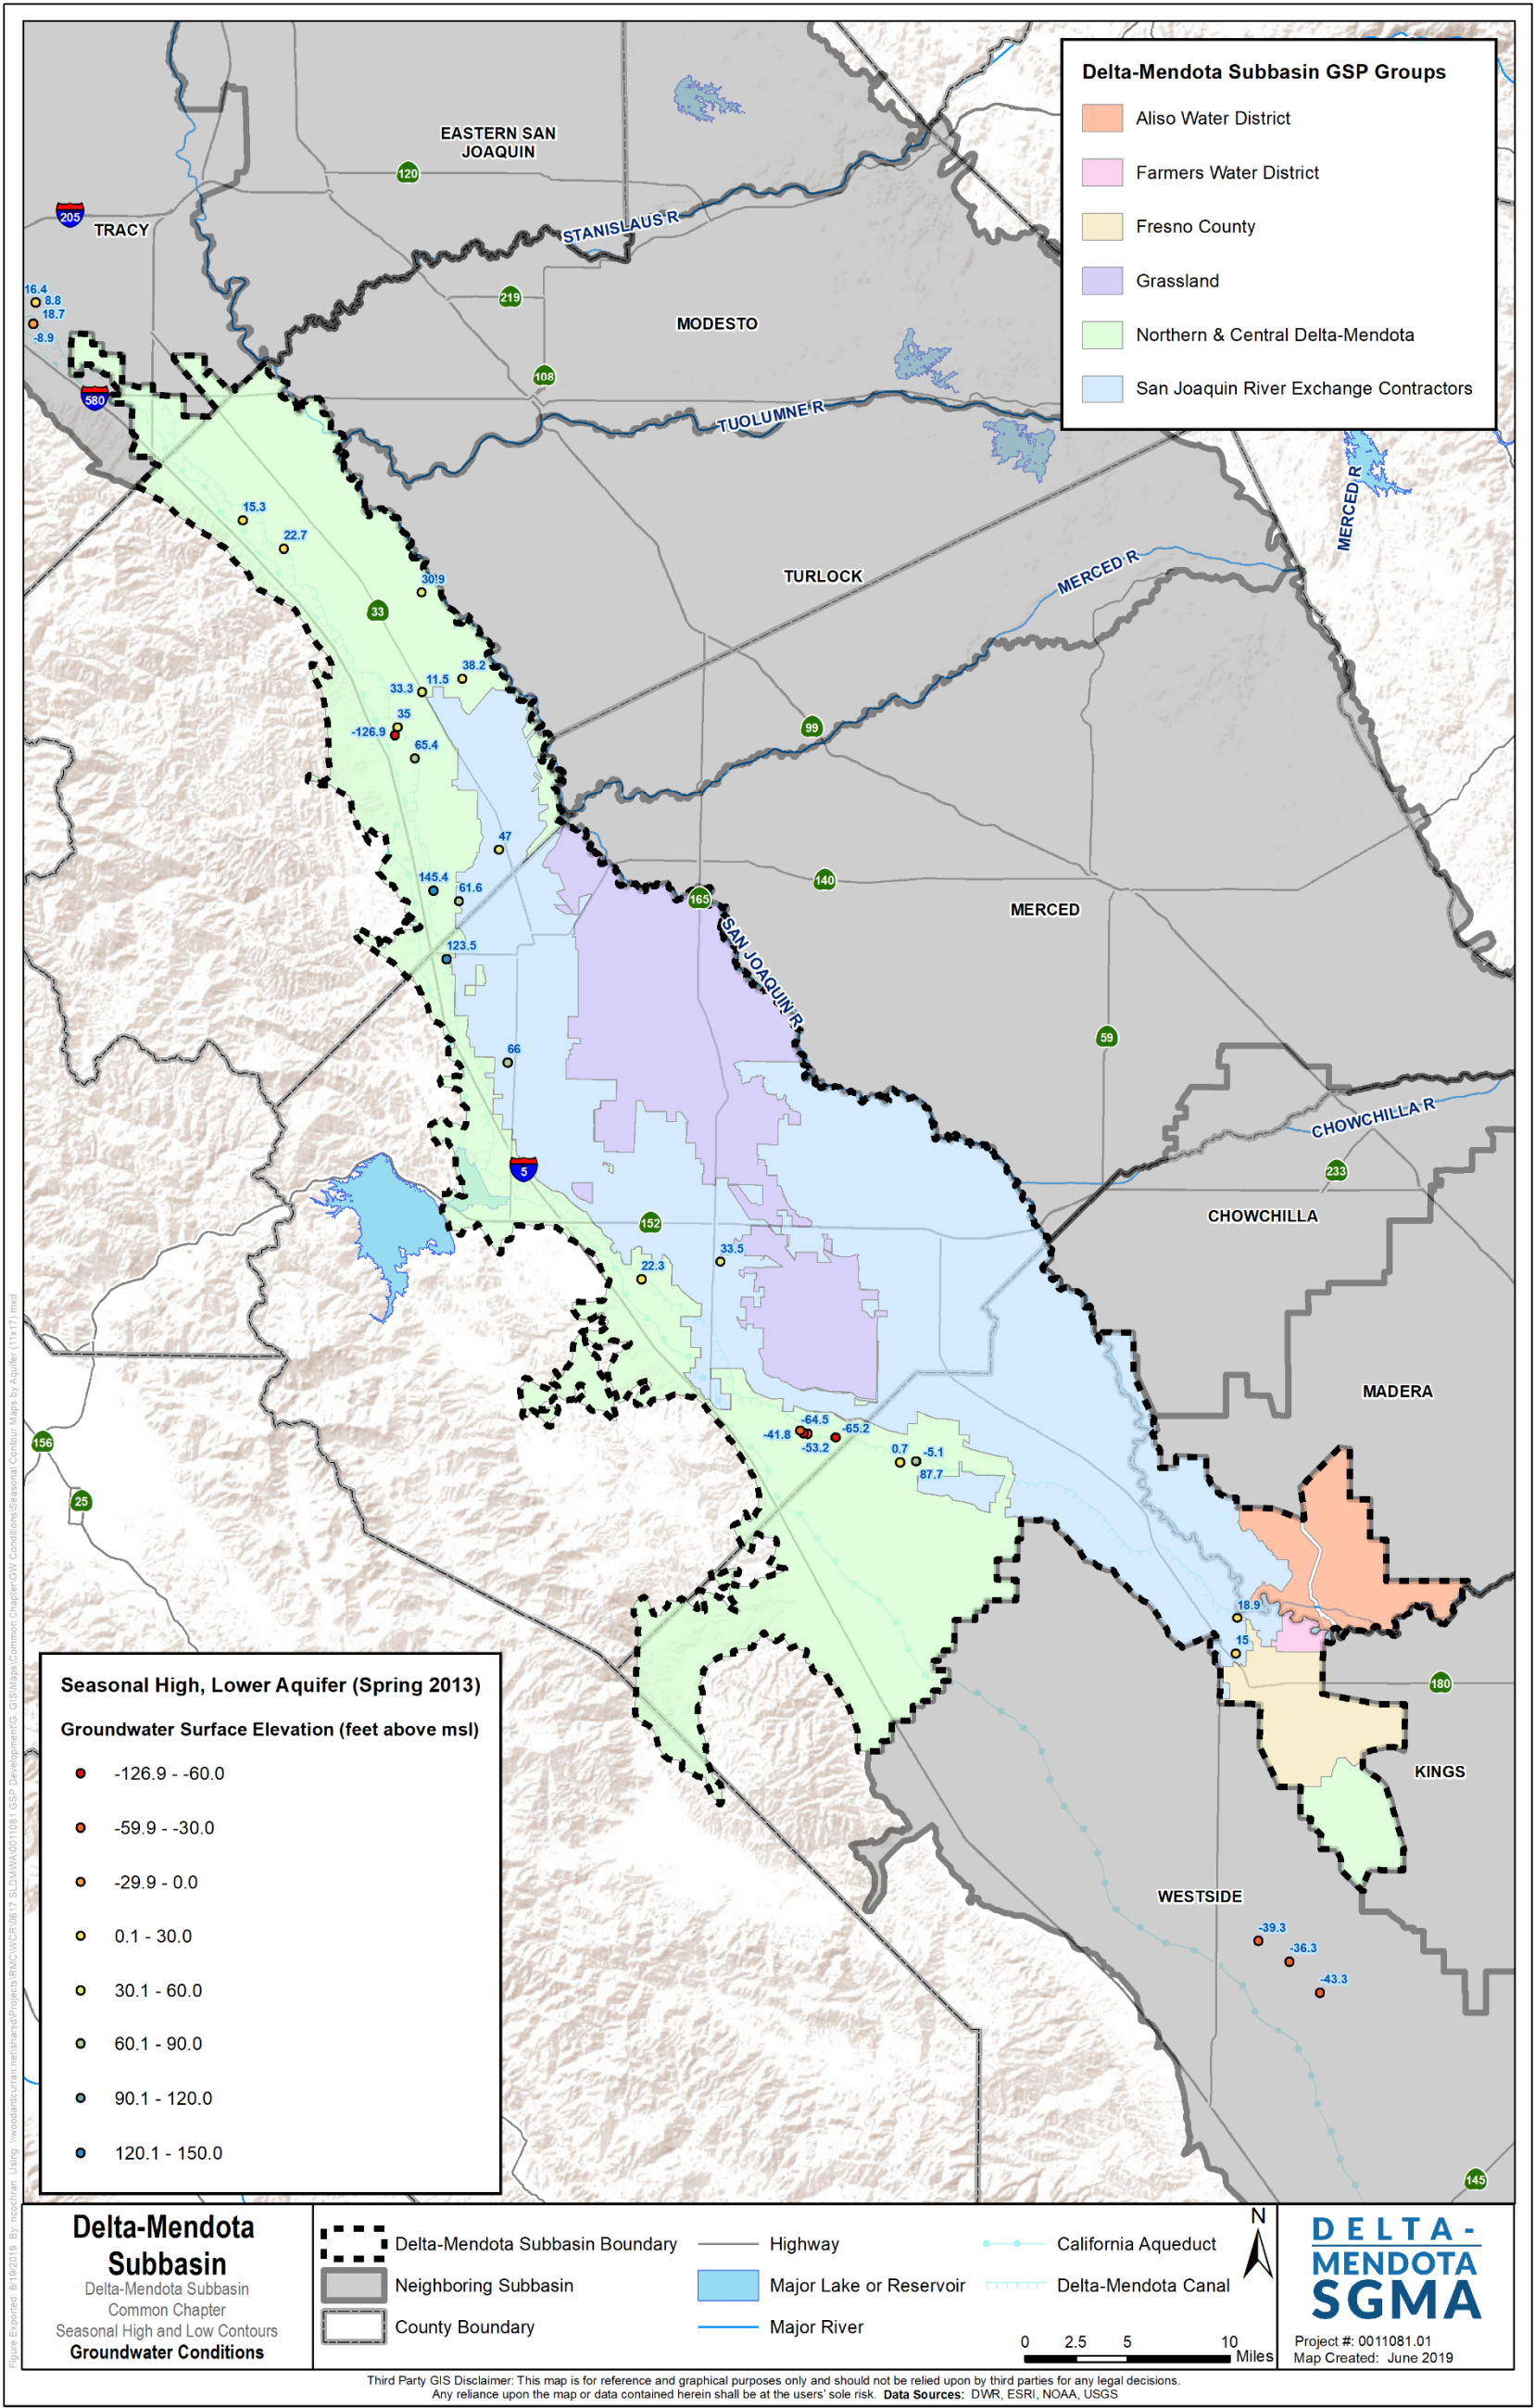 Delta-Mendota Subbasin GSP Groups
Aliso Water District
Farmers Water District
Fresno County
Grassland
Northern & Central Delta-Mendota
San Joaquin River Exchange Contractors
EASTERN SAN
JOAQUIN
120
205
TRACY
STANISLAUS R
16.4
8.8
18.7
-8.9
219
MODESTO
108
580
TUOLUMNE R
MERCED R
15.3
22.7
30.9
33
TURLOCK
MERCED R
38.2
11.5
33.3
35
-126.9
65.4
99
47
145.4
61.6
140
165
MERCED
SAN JOAQUIN R
123.5
66
59
CHOWCHILLA R
5
233
152
CHOWCHILLA
33.5
22.3
MADERA
156
-64.5
-41.8
-65.2
-53.2
0.7
-5.1
87.7
25
18.9
15
180
KINGS
WESTSIDE
-39.3
-36.3
-43.3
145
Seasonal High, Lower Aquifer (Spring 2013)
Groundwater Surface Elevation (feet above msl)
-126.9 - -60.0
-59.9 - -30.0
-29.9 - 0.0
0.1 - 30.0
30.1 - 60.0
60.1 - 90.0
90.1 - 120.0
120.1 - 150.0
Delta-Mendota
Subbasin
Delta-Mendota Subbasin
Common Chapter
Seasonal High and Low Contours
Groundwater Conditions
Delta-Mendota Subbasin Boundary
Neighboring Subbasin
County Boundary
Highway
Major Lake or Reservoir
Major River
California Aqueduct
Delta-Mendota Canal
N
0 2.5 5 10
Miles
DELTA-
MENDOTA
SGMA
Project #: 0011081.01
Map Created: June 2019
Third Party GIS Disclaimer: This map is for reference and graphical purposes only and should not be relied upon by third parties for any legal decisions.
Any reliance upon the map or data contained herein shall be at the users' sole risk. Data Sources: DWR, ESRI, NOAA, USGS